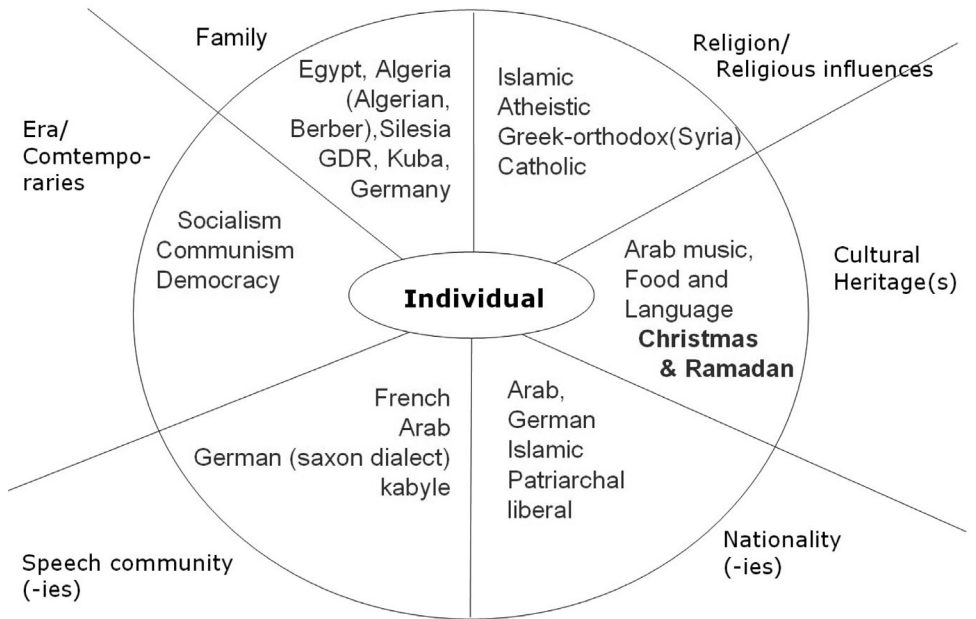 Family
Egypt, Algeria
(Algerian,
Berber),Silesia
GDR, Kuba,
Germany
Religion/
Religious influences
Islamic
Atheistic
Greek-orthodox(Syria)
Catholic
Era/
Comtempo-
raries
Socialism
Communism
Democracy
Individual
Arab music,
Food and
Language
Christmas
& Ramadan
Cultural
Heritage(s)
French
Arab
German (saxon dialect)
kabyle
Speech community
(-ies)
Arab,
German
Islamic
Patriarchal
liberal
Nationality
(-ies)